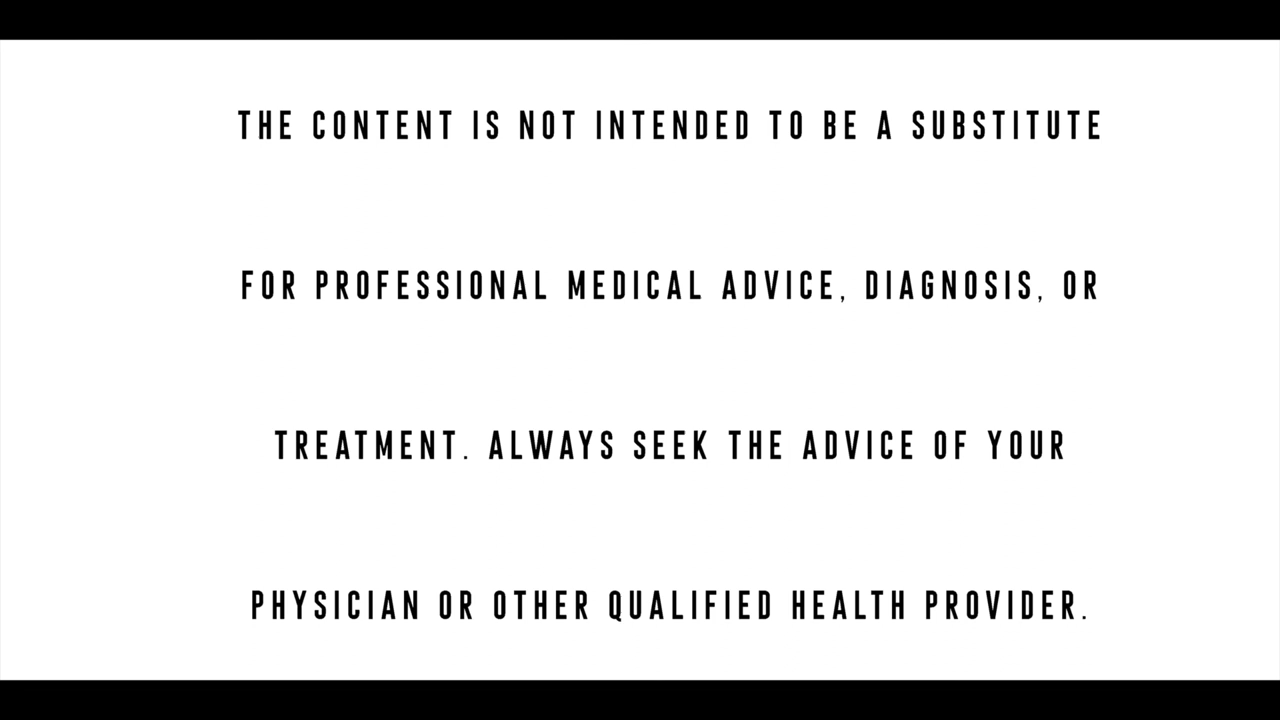 THE CONTENT IS NOT INTENDED TO BE A SUBSTITUTE
FOR PROFESSIONAL MEDICAL ADVICE, DIAGNOSIS, OR
TREATMENT. ALWAYS SEEK THE ADVICE OF YOUR
PHYSICIAN OR OTHER QUALIFIED HEALTH PROVIDER.